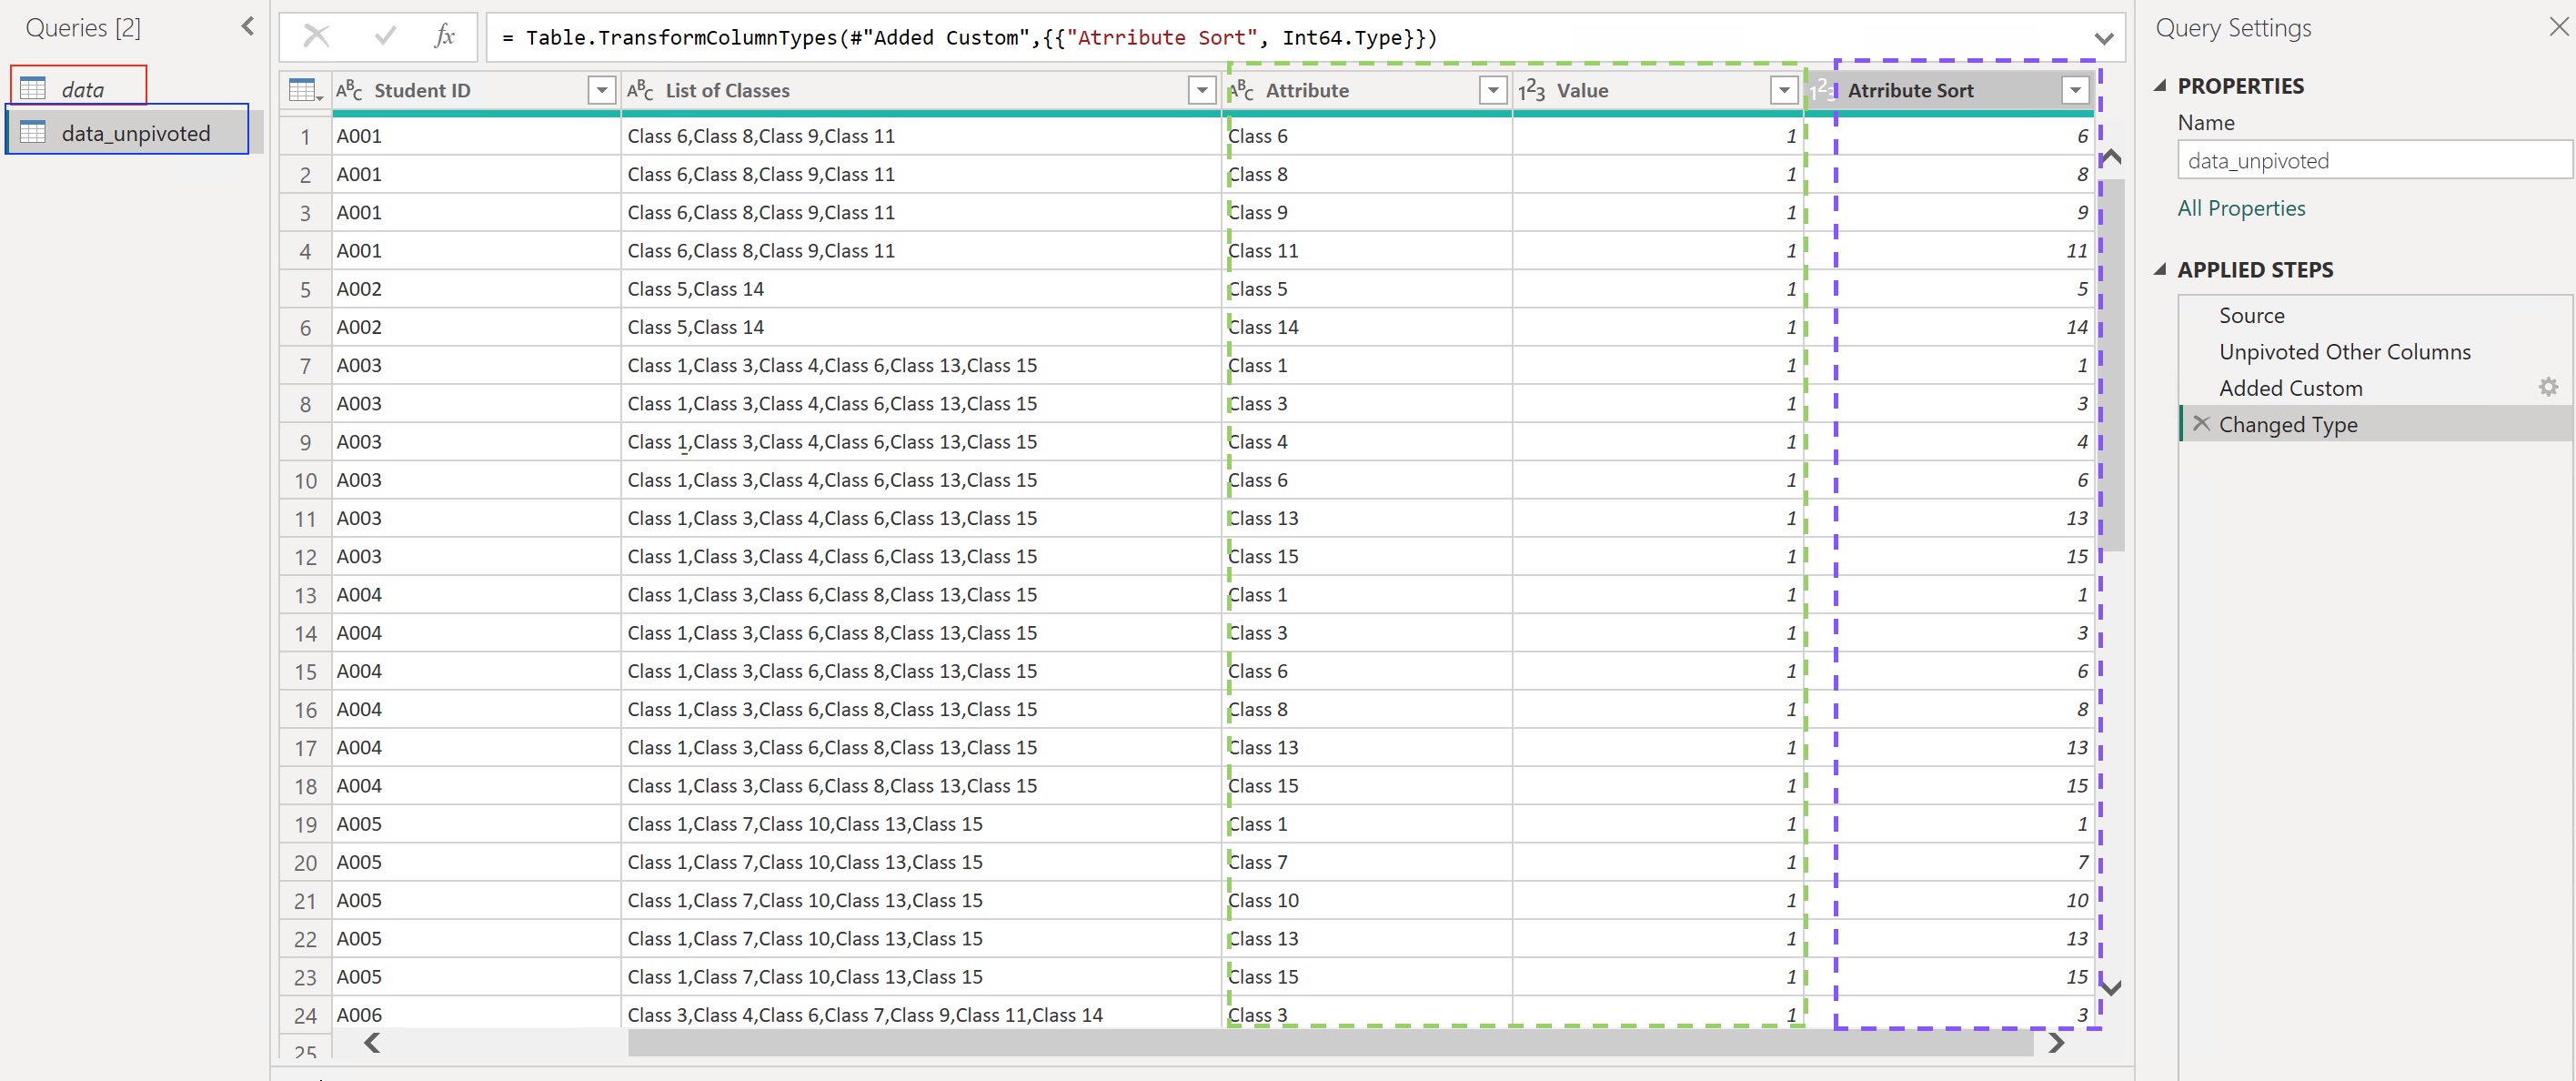 Queries [2]
data
data_unpivoted
fx
= Table.TransformColumnTypes(#"Added Custom",{{"Atrribute Sort", Int64.Type}})
ABC Student ID ABC List of Classes ABC Attribute 123 Value 123 Atrribute Sort
1 A001 Class 6,Class 8,Class 9,Class 11 Class 6 1 6
2 A001 Class 6,Class 8,Class 9,Class 11 Class 8 1 8
3 A001 Class 6,Class 8,Class 9,Class 11 Class 9 1 9
4 A001 Class 6,Class 8,Class 9,Class 11 Class 11 1 11
5 A002 Class 5,Class 14 Class 5 1 5
6 A002 Class 5,Class 14 Class 14 1 14
7 A003 Class 1,Class 3,Class 4,Class 6,Class 13,Class 15 Class 1 1 1
8 A003 Class 1,Class 3,Class 4,Class 6,Class 13,Class 15 Class 3 1 3
9 A003 Class 1,Class 3,Class 4,Class 6,Class 13,Class 15 Class 4 1 4
10 A003 Class 1,Class 3,Class 4,Class 6,Class 13,Class 15 Class 6 1 6
11 A003 Class 1,Class 3,Class 4,Class 6,Class 13,Class 15 Class 13 1 13
12 A003 Class 1,Class 3,Class 4,Class 6,Class 13,Class 15 Class 15 1 15
13 A004 Class 1,Class 3,Class 6,Class 8,Class 13,Class 15 Class 1 1 1
14 A004 Class 1,Class 3,Class 6,Class 8,Class 13,Class 15 Class 3 1 3
15 A004 Class 1,Class 3,Class 6,Class 8,Class 13,Class 15 Class 6 1 6
16 A004 Class 1,Class 3,Class 6,Class 8,Class 13,Class 15 Class 8 1 8
17 A004 Class 1,Class 3,Class 6,Class 8,Class 13,Class 15 Class 13 1 13
18 A004 Class 1,Class 3,Class 6,Class 8,Class 13,Class 15 Class 15 1 15
19 A005 Class 1,Class 7,Class 10,Class 13,Class 15 Class 1 1 1
20 A005 Class 1,Class 7,Class 10,Class 13,Class 15 Class 7 1 7
21 A005 Class 1,Class 7,Class 10,Class 13,Class 15 Class 10 1 10
22 A005 Class 1,Class 7,Class 10,Class 13,Class 15 Class 13 1 13
23 A005 Class 1,Class 7,Class 10,Class 13,Class 15 Class 15 1 15
24 A006 Class 3,Class 4,Class 6,Class 7,Class 9,Class 11,Class 14 Class 3 1 3
25
Query Settings
PROPERTIES
Name
data_unpivoted
All Properties
APPLIED STEPS
Source
Unpivoted Other Columns
Added Custom
Changed Type